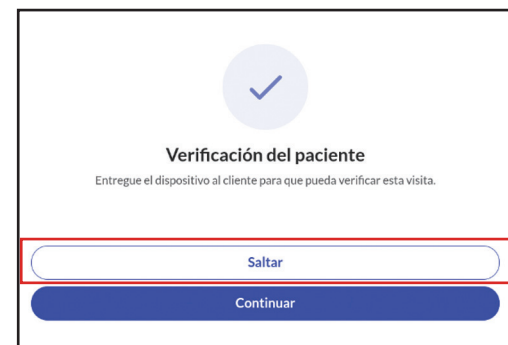 Verificación del paciente
Entregue el dispositivo al cliente para que pueda verificar esta visita.
Saltar
Continuar